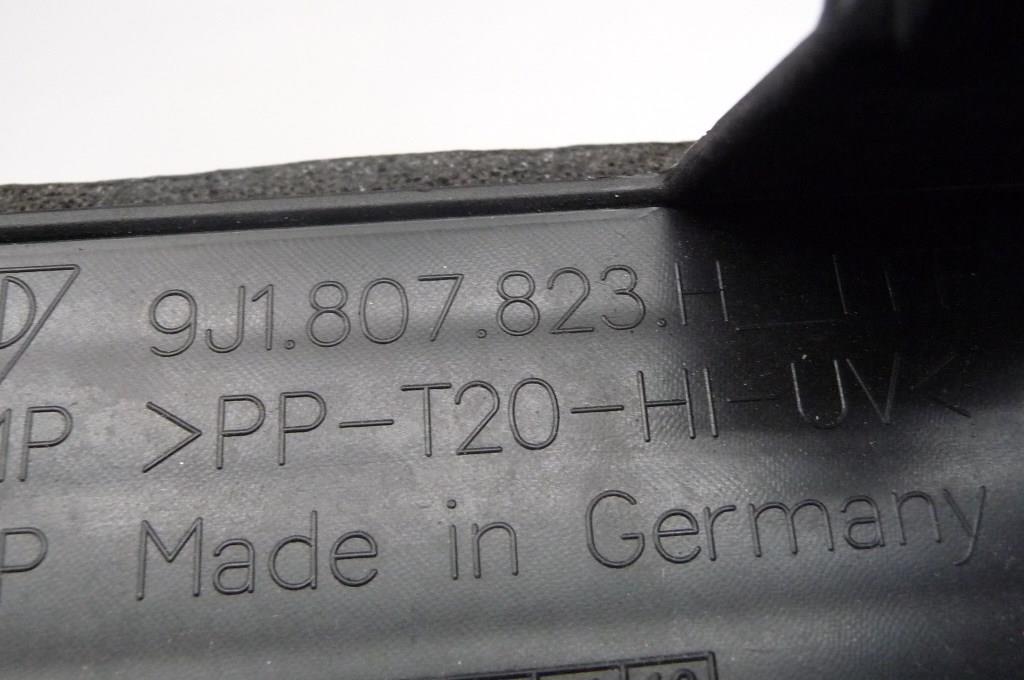 9J1.807.823.H
>PP-T20-HI-UV<
P Made in Germany